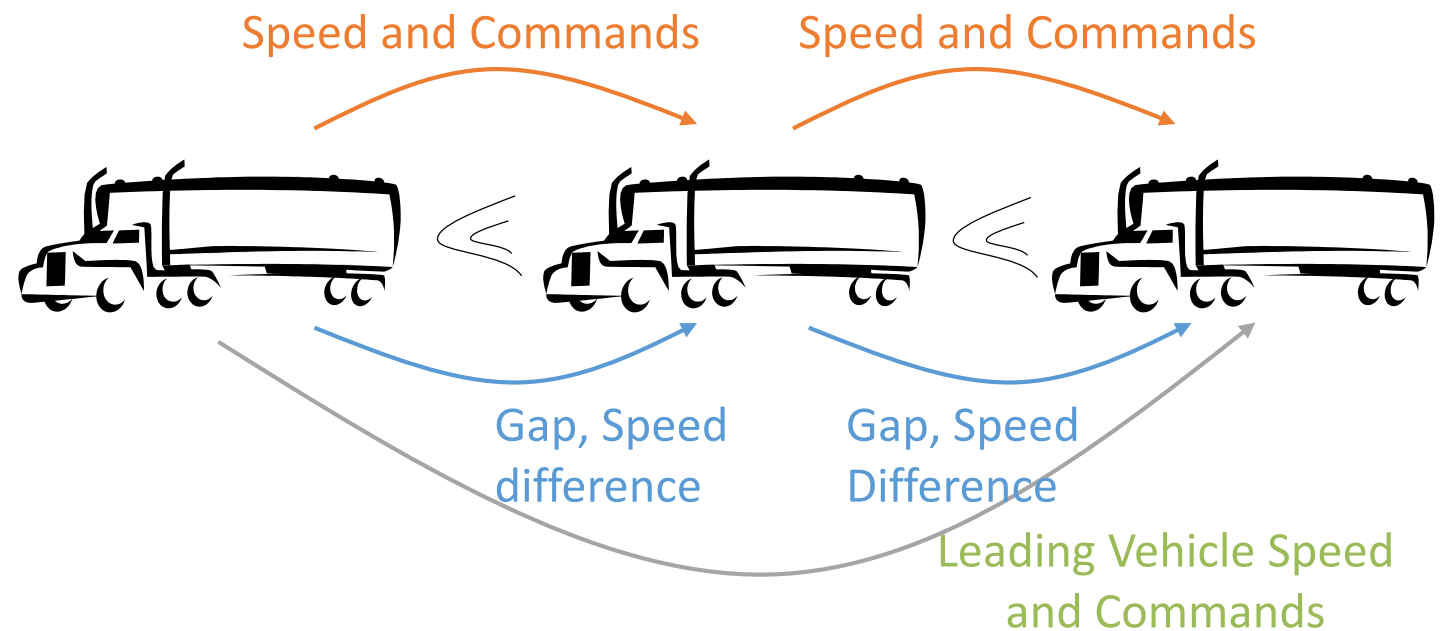 Speed and Commands
Speed and Commands
Gap, Speed
difference
Gap, Speed
Difference
Leading Vehicle Speed
and Commands